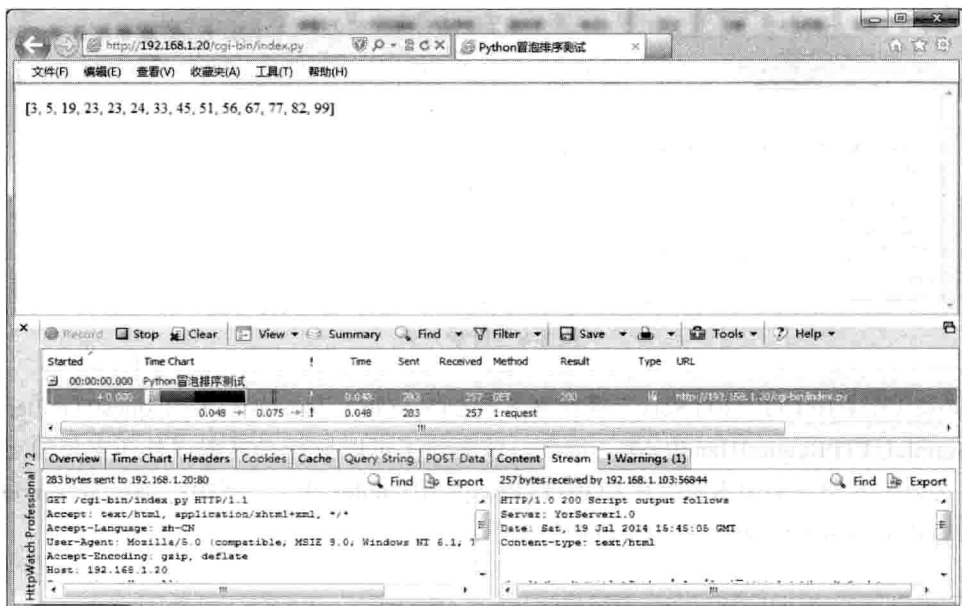 http://192.168.1.20/cgi-bin/index.py
Python冒泡排序测试
文件(F) 编辑(E) 查看(V) 收藏夹(A) 工具(T) 帮助(H)
[3, 5, 19, 23, 23, 24, 33, 45, 51, 56, 67, 77, 82, 99]
Record Stop Clear View Summary Find Filter Save Tools Help
Started Time Chart ! Time Sent Received Method Result Type URL
00:00:00.000 Python冒泡排序测试
+ 0.000 0.048 283 257 GET 200 http://192.168.1.20/cgi-bin/index.py
0.048 0.075 ! 0.048 283 257 1 request
Overview Time Chart Headers Cookies Cache Query String POST Data Content Stream ! Warnings (1)
283 bytes sent to 192.168.1.20:80 Find Export
257 bytes received by 192.168.1.103:56844 Find Export
GET /cgi-bin/index.py HTTP/1.1
Accept: text/html, application/xhtml+xml, */*
Accept-Language: zh-CN
User-Agent: Mozilla/5.0 (compatible; MSIE 9.0; Windows NT 6.1;
Accept-Encoding: gzip, deflate
Host: 192.168.1.20
HTTP/1.0 200 Script output follows
Server: YorServer1.0
Date: Sat, 19 Jul 2014 15:45:05 GMT
Content-type: text/html
HttpWatch Professional 7.2